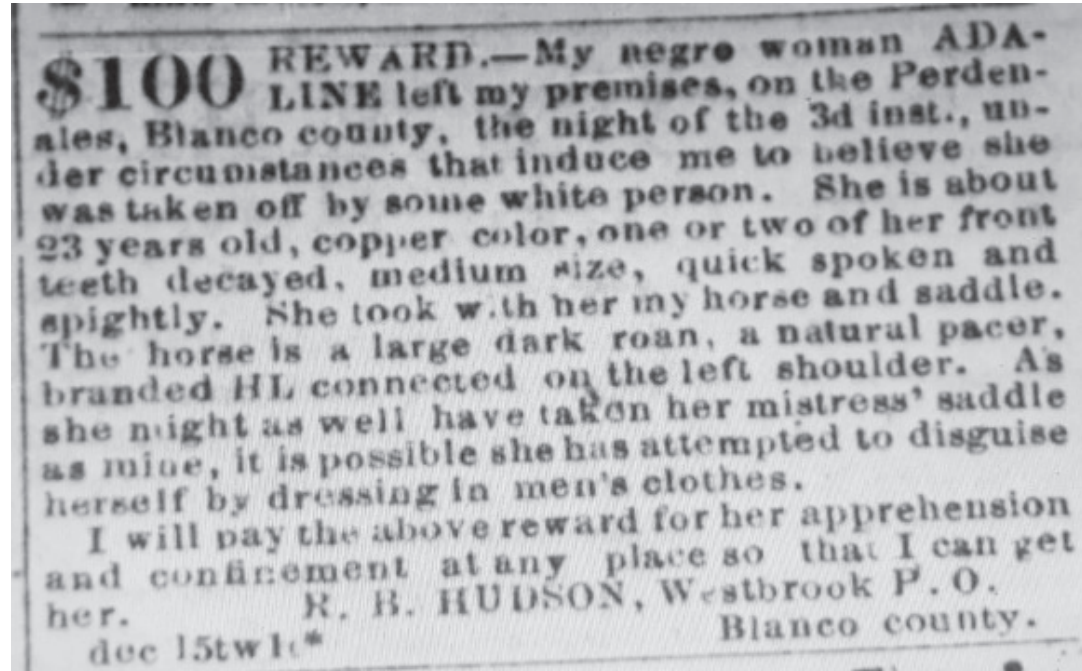 $100 REWARD.—My negro woman ADA-
LINE left my premises, on the Perden-
ales, Blanco county, the night of the 3d inst., un-
der circumstances that induce me to believe she
was taken off by some white person. She is about
23 years old, copper color, one or two of her front
teeth decayed, medium size, quick spoken and
spightly. She took with her my horse and saddle.
The horse is a large dark roan, a natural pacer,
branded HL connected on the left shoulder. As
she might as well have taken her mistress' saddle
as mine, it is possible she has attempted to disguise
herself by dressing in men's clothes.
I will pay the above reward for her apprehension
and confinement at any place so that I can get
her. R. B. HUDSON, Westbrook P. O.
dec 15 Blanco county.